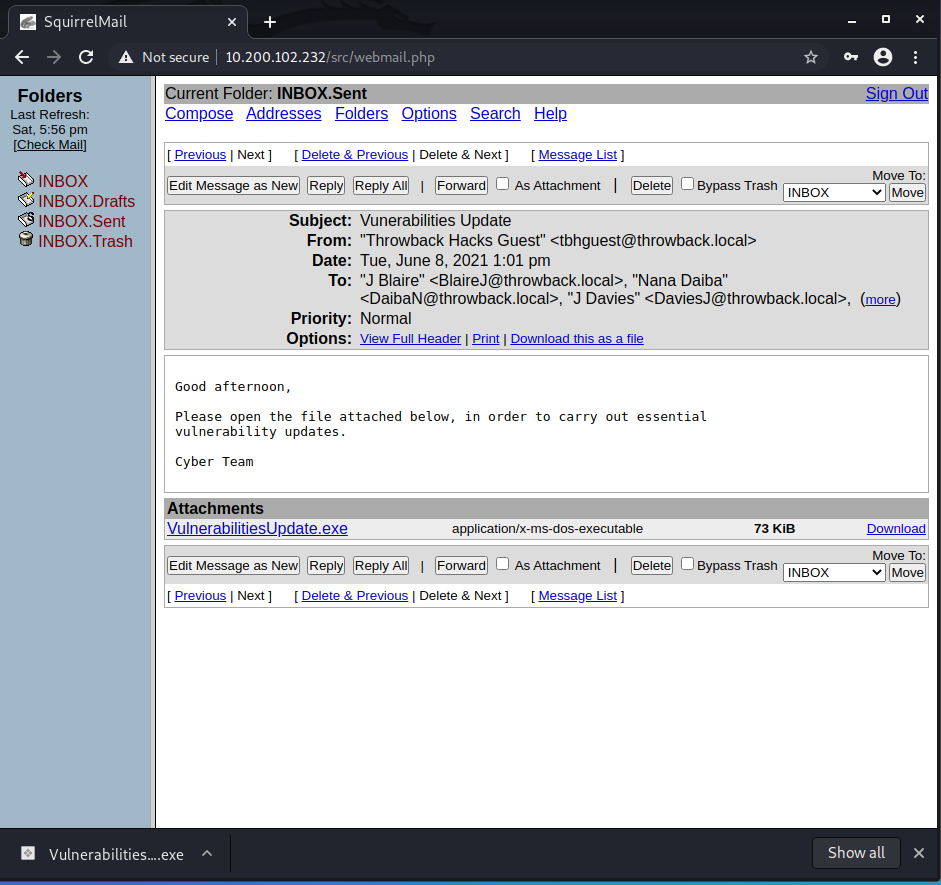 SquirrelMail
Not secure 10.200.102.232/src/webmail.php
Folders
Last Refresh:
Sat, 5:56 pm
[Check Mail]
INBOX
INBOX.Drafts
INBOX.Sent
INBOX.Trash
Current Folder: INBOX.Sent Sign Out
Compose Addresses Folders Options Search Help
[ Previous | Next ] [ Delete & Previous | Delete & Next ] [ Message List ]
Move To:
Edit Message as New Reply Reply All | Forward As Attachment | Delete Bypass Trash INBOX Move
Subject: Vunerabilities Update
From: "Throwback Hacks Guest" <tbhguest@throwback.local>
Date: Tue, June 8, 2021 1:01 pm
To: "J Blaire" <BlaireJ@throwback.local>, "Nana Daiba"
<DaibaN@throwback.local>, "J Davies" <DaviesJ@throwback.local>, (more)
Priority: Normal
Options: View Full Header | Print | Download this as a file
Good afternoon,
Please open the file attached below, in order to carry out essential
vulnerability updates.
Cyber Team
Attachments
VulnerabilitiesUpdate.exe application/x-ms-dos-executable 73 KiB Download
Move To:
Edit Message as New Reply Reply All | Forward As Attachment | Delete Bypass Trash INBOX Move
[ Previous | Next ] [ Delete & Previous | Delete & Next ] [ Message List ]
Vulnerabilities....exe Show all